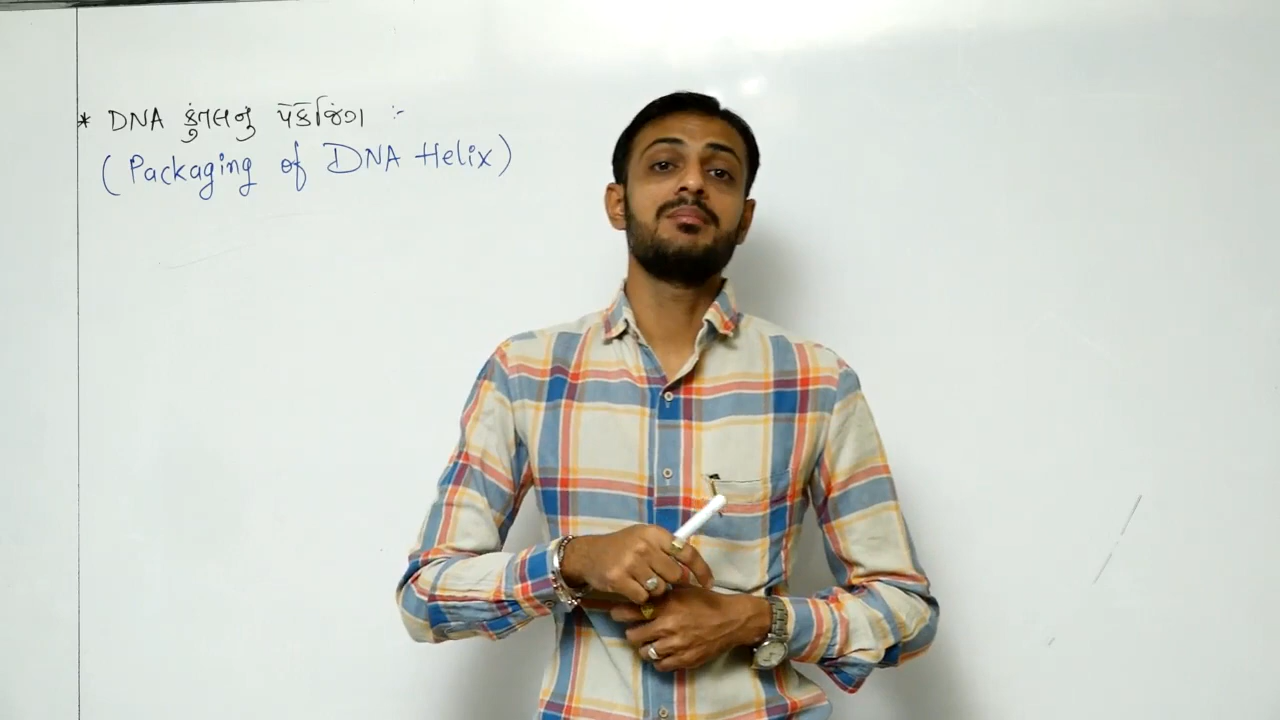 * DNA કુંતલનું પેકેજિંગ :-
(Packaging of DNA Helix)